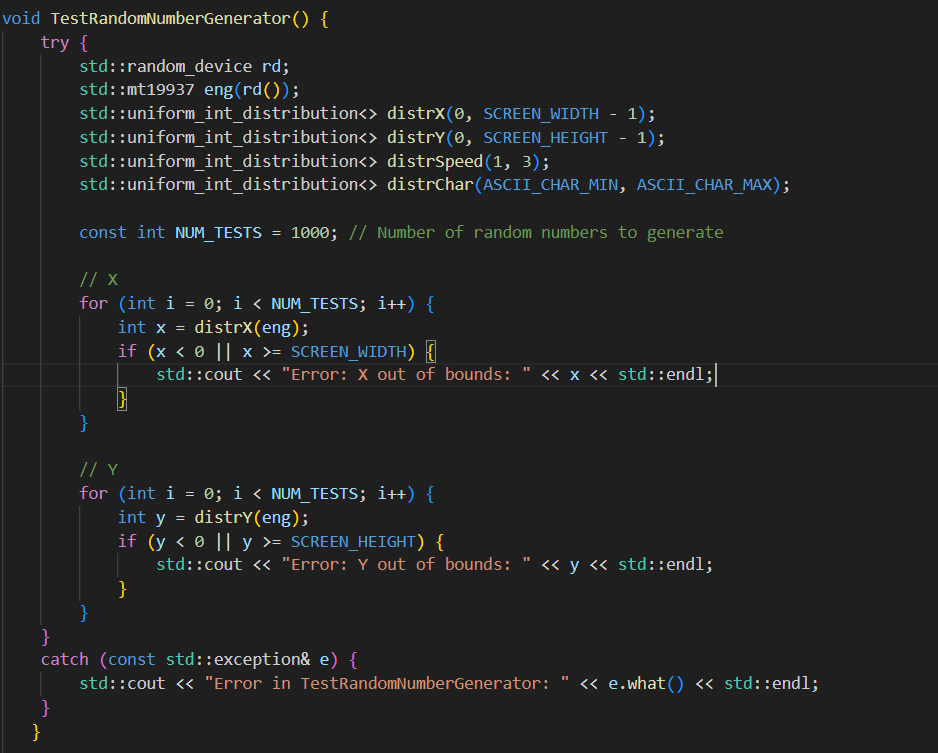 void TestRandomNumberGenerator() {
    try {
        std::random_device rd;
        std::mt19937 eng(rd());
        std::uniform_int_distribution<> distrX(0, SCREEN_WIDTH - 1);
        std::uniform_int_distribution<> distrY(0, SCREEN_HEIGHT - 1);
        std::uniform_int_distribution<> distrSpeed(1, 3);
        std::uniform_int_distribution<> distrChar(ASCII_CHAR_MIN, ASCII_CHAR_MAX);

        const int NUM_TESTS = 1000; // Number of random numbers to generate

        // X
        for (int i = 0; i < NUM_TESTS; i++) {
            int x = distrX(eng);
            if (x < 0 || x >= SCREEN_WIDTH) {
                std::cout << "Error: X out of bounds: " << x << std::endl;
            }
        }

        // Y
        for (int i = 0; i < NUM_TESTS; i++) {
            int y = distrY(eng);
            if (y < 0 || y >= SCREEN_HEIGHT) {
                std::cout << "Error: Y out of bounds: " << y << std::endl;
            }
        }
    }
    catch (const std::exception& e) {
        std::cout << "Error in TestRandomNumberGenerator: " << e.what() << std::endl;
    }
}